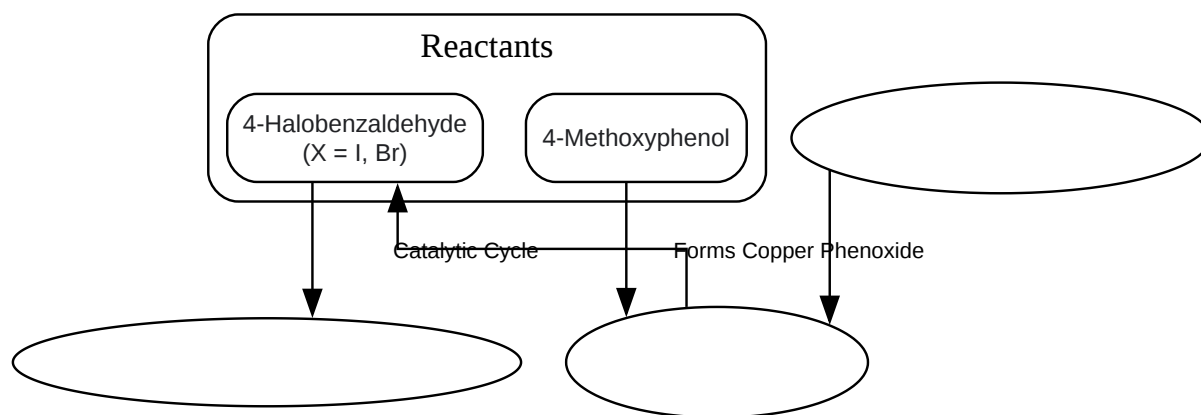 Reactants
4-Halobenzaldehyde
(X = I, Br)
4-Methoxyphenol
Catalytic Cycle
Forms Copper Phenoxide